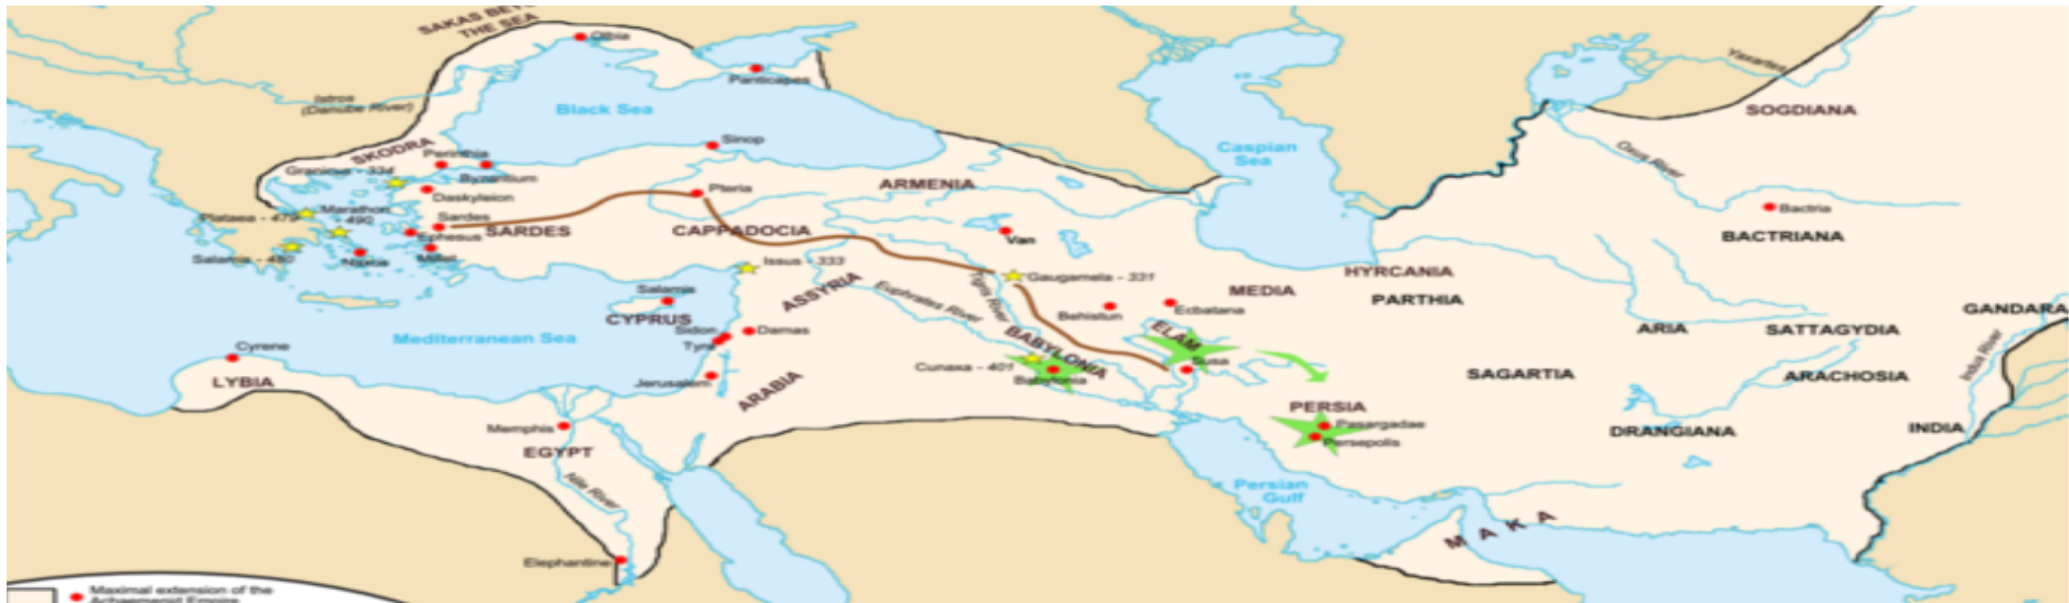 SAKAS BEYO
THE SEA
Olbia
Panticapes
Istros
(Danube River)
Black Sea
Yaxartes
SOGDIANA
SKODRA
Sinop
Caspian
Sea
Oxus River
Perinthia
Byzantium
Granicus - 334
Daskyleion
Pteria
ARMENIA
Bactria
Plataea - 479
Marathon
- 490
Sardes
SARDES
Ephesus
CAPPADOCIA
Van
BACTRIANA
Salamis - 480
Naxos
Millet
Issus - 333
Gaugamela - 331
HYRCANIA
ASSYRIA
Euphrates River
Tigris River
MEDIA
PARTHIA
Salamis
CYPRUS
Behistun
Ecbatana
GANDARA
Mediterranean Sea
Sidon
Damas
Tyre
BABYLONIA
ELAM
ARIA
SATTAGYDIA
Indus River
Cyrene
LYBIA
Jerusalem
ARABIA
Cunaxa - 401
Babylonia
Susa
SAGARTIA
ARACHOSIA
Memphis
EGYPT
PERSIA
Pasargadae
Persepolis
DRANGIANA
INDIA
Nile River
Persian
Gulf
MAKA
Elephantine
Maximal extension of the
Achaemenid Empire